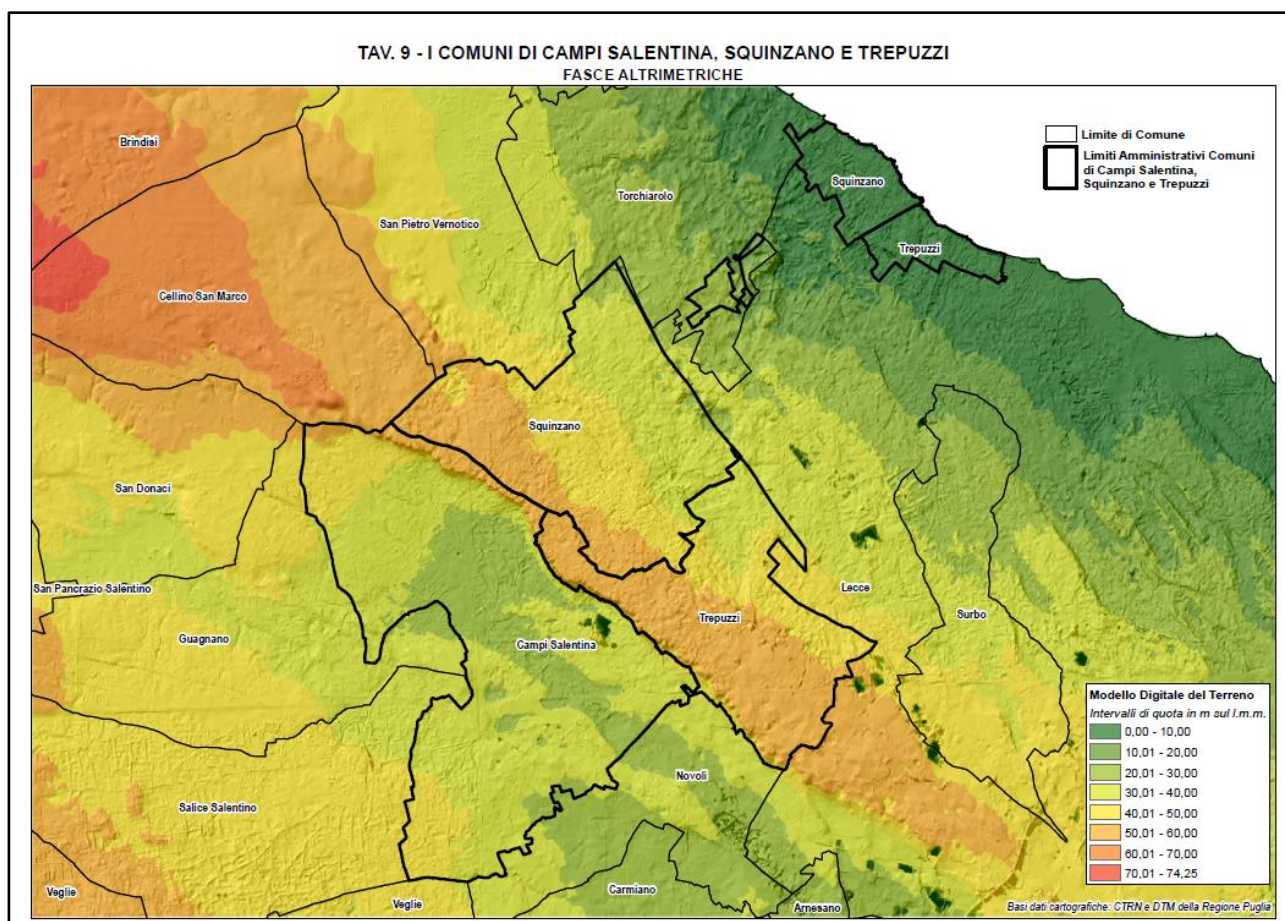 TAV. 9 - I COMUNI DI CAMPI SALENTINA, SQUINZANO E TREPUZZI
FASCE ALTRIMETRICHE
Limite di Comune
Limiti Amministrativi Comuni
di Campi Salentina,
Squinzano e Trepuzzi
Brindisi
Squinzano
Torchiarolo
San Pietro Vernotico
Trepuzzi
Cellino San Marco
Squinzano
San Donaci
San Pancrazio Salentino
Lecce
Surbo
Trepuzzi
Guagnano
Campi Salentina
Novoli
Salice Salentino
Veglie
Veglie
Carmiano
Arnesano
Modello Digitale del Terreno
Intervalli di quota in m sul l.m.m.
0,00 - 10,00
10,01 - 20,00
20,01 - 30,00
30,01 - 40,00
40,01 - 50,00
50,01 - 60,00
60,01 - 70,00
70,01 - 74,25
Basi dati cartografiche: CTRN e DTM della Regione Puglia